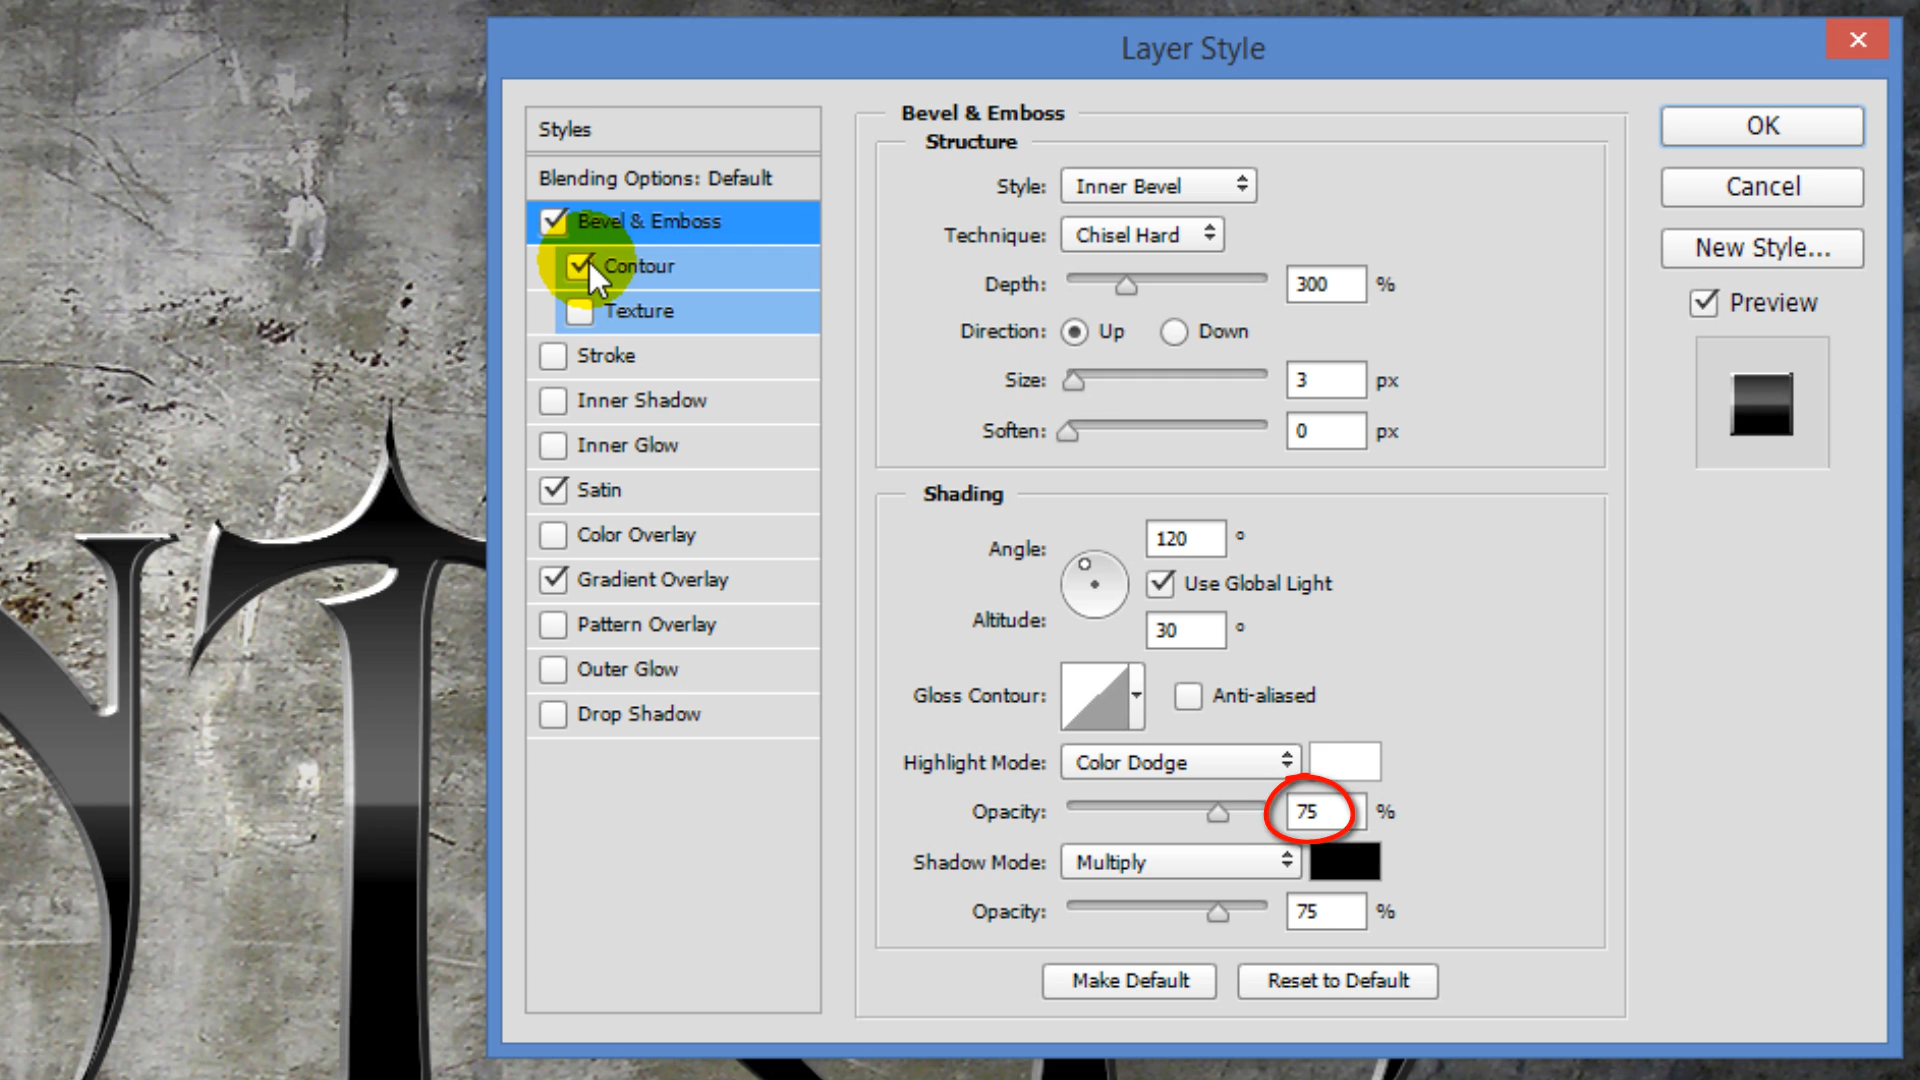 Layer Style
Styles
Blending Options: Default
Bevel & Emboss
Contour
Texture
Stroke
Inner Shadow
Inner Glow
Satin
Color Overlay
Gradient Overlay
Pattern Overlay
Outer Glow
Drop Shadow
Bevel & Emboss
Structure
Style: Inner Bevel
Technique: Chisel Hard
Depth: 300 %
Direction: Up Down
Size: 3 px
Soften: 0 px
Shading
Angle: 120 °
Use Global Light
Altitude: 30 °
Gloss Contour: Anti-aliased
Highlight Mode: Color Dodge
Opacity: 75 %
Shadow Mode: Multiply
Opacity: 75 %
Make Default Reset to Default
OK
Cancel
New Style...
Preview